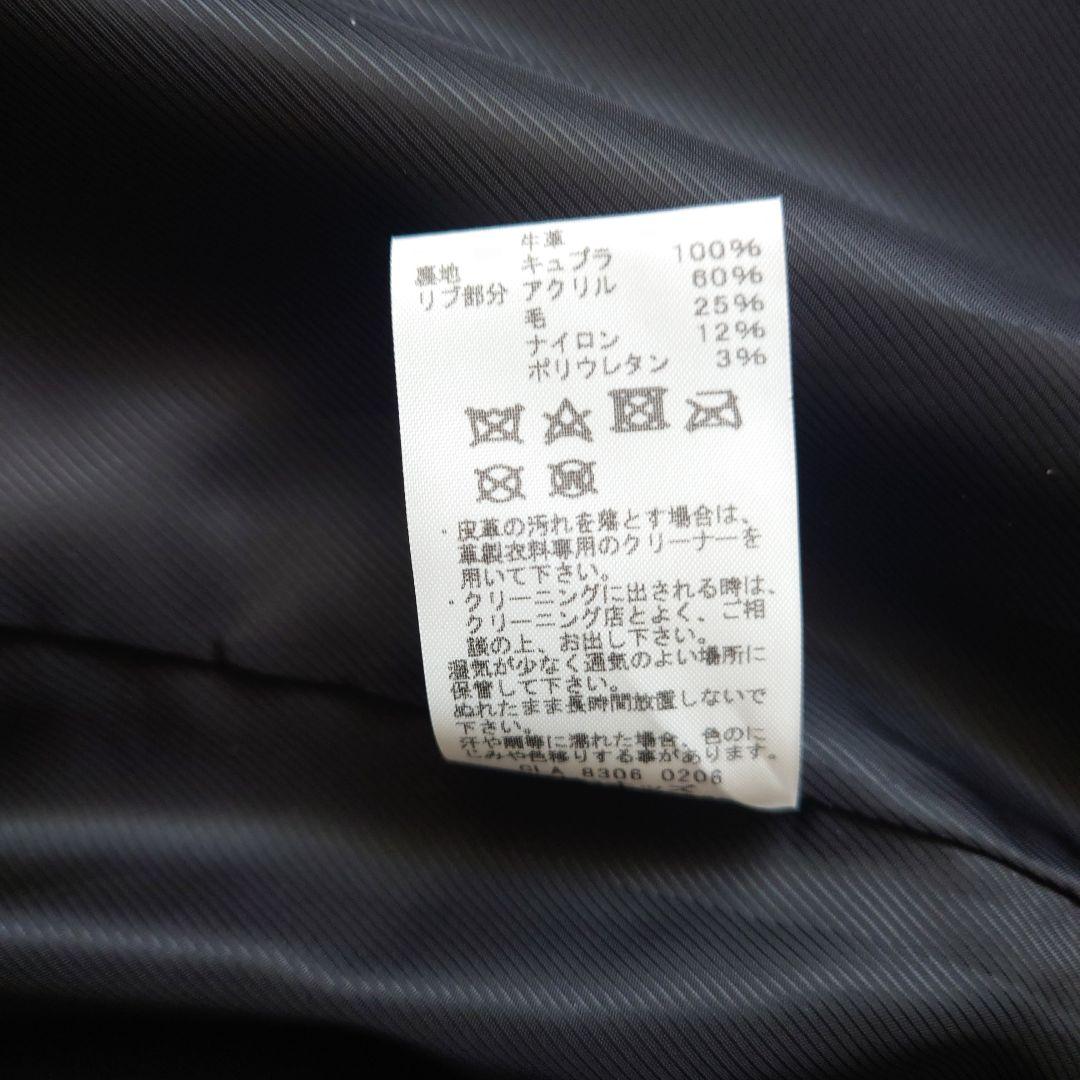 牛革
裏地 キュプラ 100%
リブ部分 アクリル 60%
毛 25%
ナイロン 12%
ポリウレタン 3%
・皮革の汚れを落とす場合は、
革製衣料専用のクリーナーを
用いて下さい。
・クリーニングに出される時は、
クリーニング店とよく、ご相
談の上、お出し下さい。
湿気が少なく通気のよい場所に
保管して下さい。
ぬれたまま長時間放置しないで
下さい。
汗や雨等に濡れた場合、色のに
じみや色移りする事があります。
CLA 8306 0206